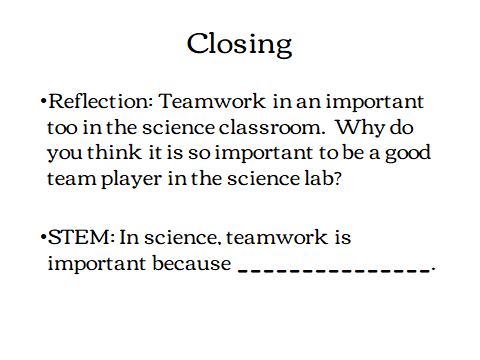 Closing
•Reflection: Teamwork in an important
too in the science classroom.  Why do
you think it is so important to be a good
team player in the science lab?
•STEM: In science, teamwork is
important because _______________.